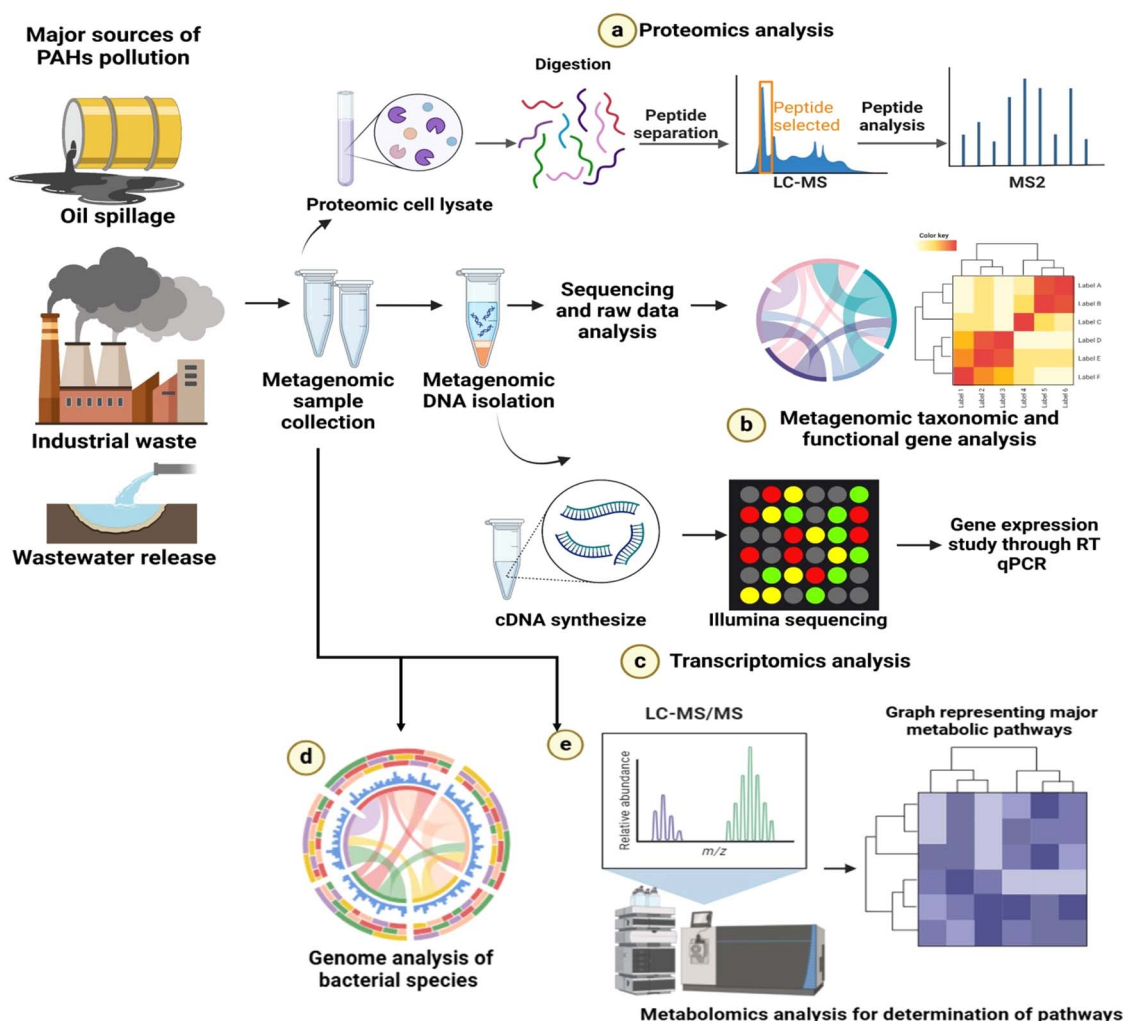 Major sources of
PAHs pollution
Oil spillage
Industrial waste
Wastewater release
a Proteomics analysis
Proteomic cell lysate
Digestion
Peptide
separation
Peptide
selected
LC-MS
Peptide
analysis
MS2
Metagenomic
sample
collection
Metagenomic
DNA isolation
Sequencing
and raw data
analysis
Color key
Label A
Label B
Label C
Label D
Label E
Label F
Label 1
Label 2
Label 3
Label 4
Label 5
Label 6
b Metagenomic taxonomic and
functional gene analysis
cDNA synthesize
Illumina sequencing
Gene expression
study through RT
qPCR
c Transcriptomics analysis
d
Genome analysis of
bacterial species
e
LC-MS/MS
Relative abundance
m/z
Graph representing major
metabolic pathways
Metabolomics analysis for determination of pathways